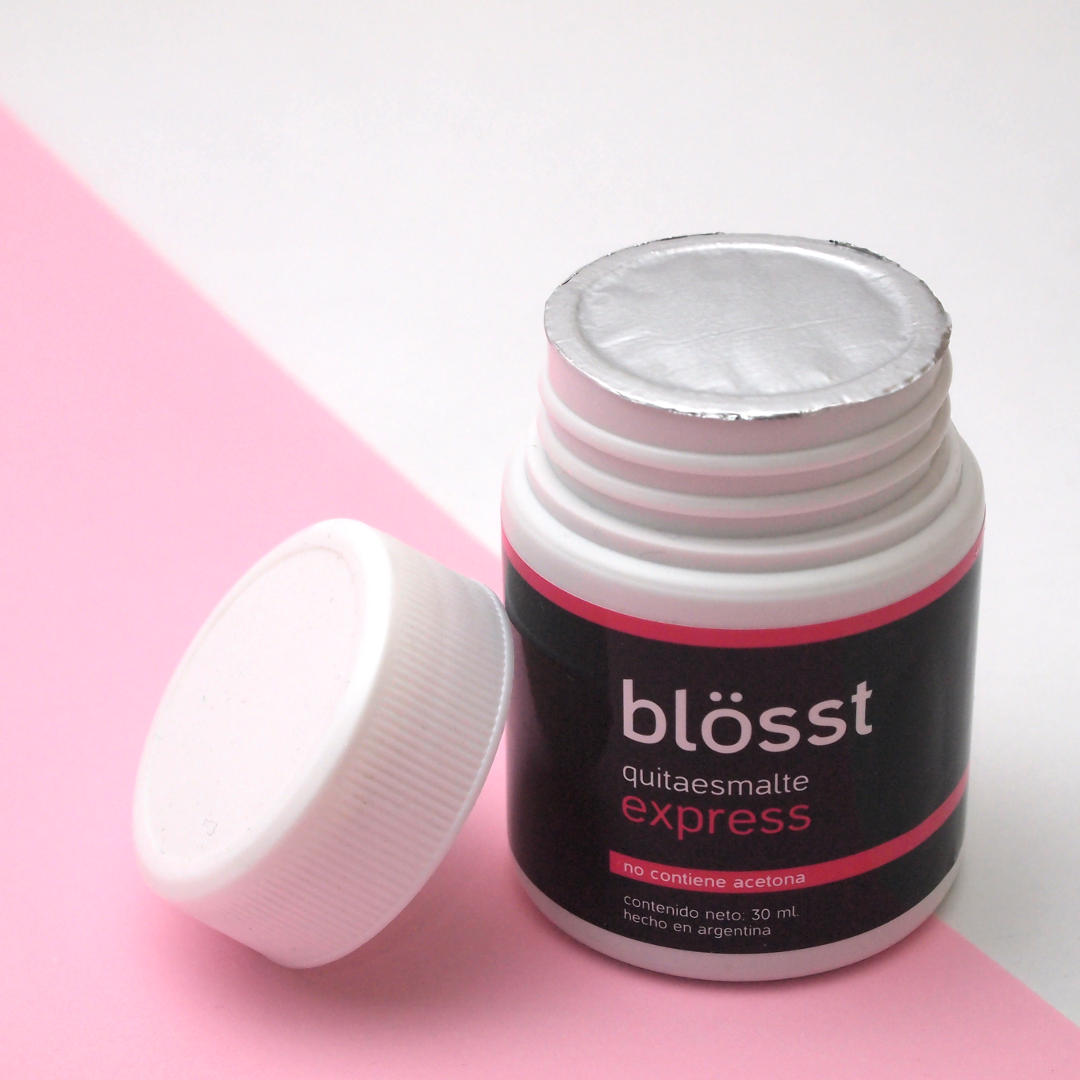 blösst
quitaesmalte
express
no contiene acetona
contenido neto: 30 ml.
hecho en argentina